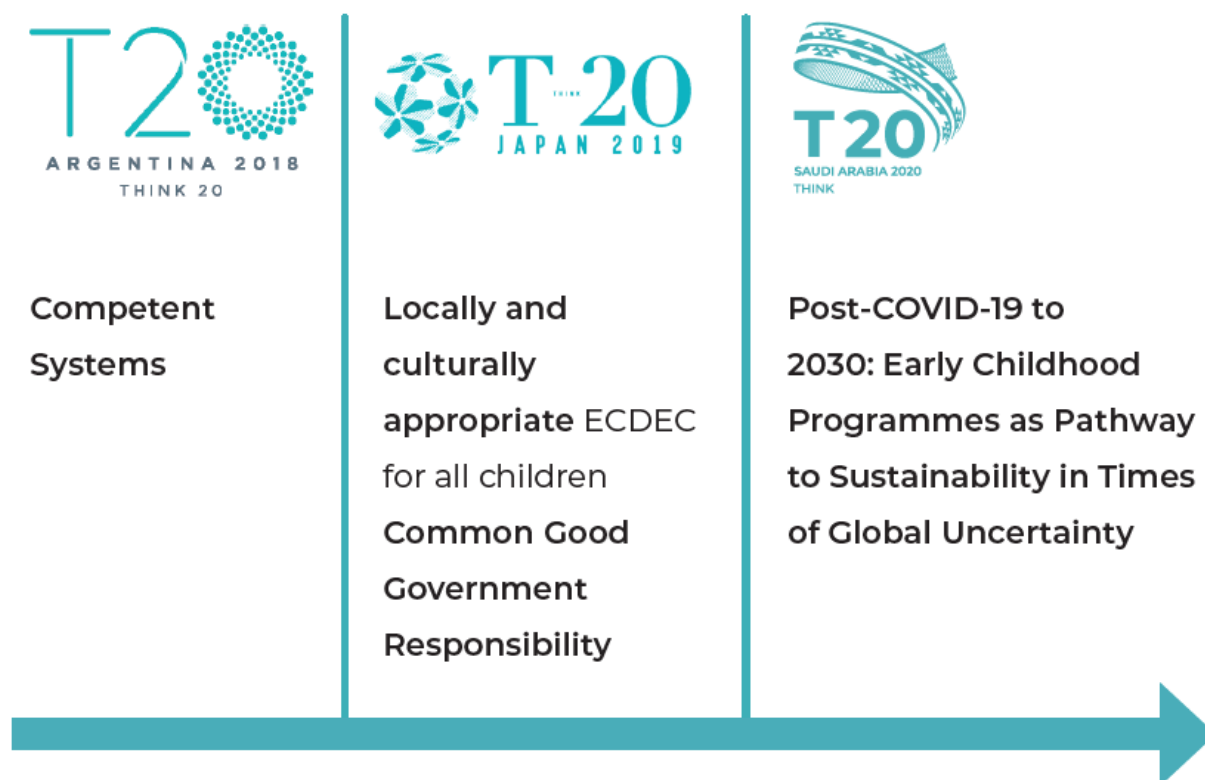 T20
ARGENTINA 2018
THINK 20
Competent
Systems
T THINK 20
JAPAN 2019
Locally and
culturally
appropriate ECDEC
for all children
Common Good
Government
Responsibility
T20
SAUDI ARABIA 2020
THINK
Post-COVID-19 to
2030: Early Childhood
Programmes as Pathway
to Sustainability in Times
of Global Uncertainty